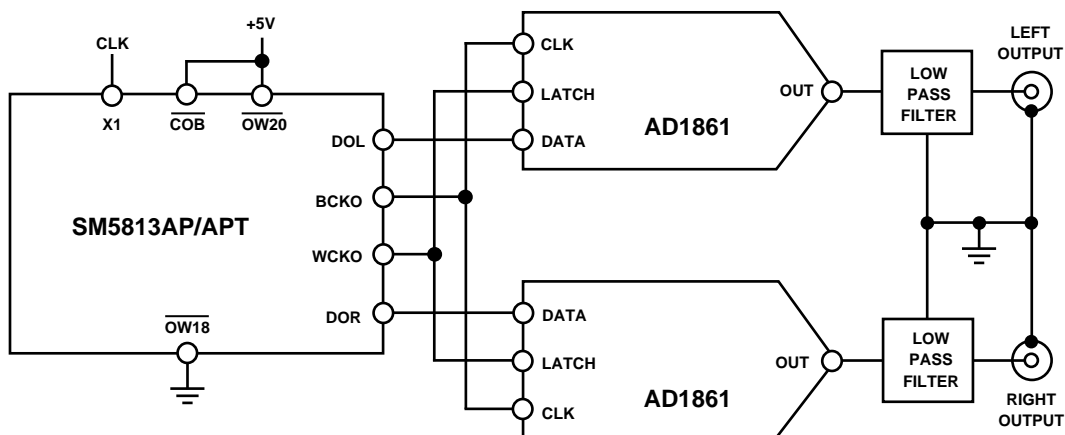 +5V
CLK
X1
COB
OW20
DOL
BCKO
SM5813AP/APT
WCKO
DOR
OW18
CLK
LATCH
OUT
AD1861
DATA
LOW
PASS
FILTER
LEFT
OUTPUT
DATA
LATCH
OUT
AD1861
CLK
LOW
PASS
FILTER
RIGHT
OUTPUT